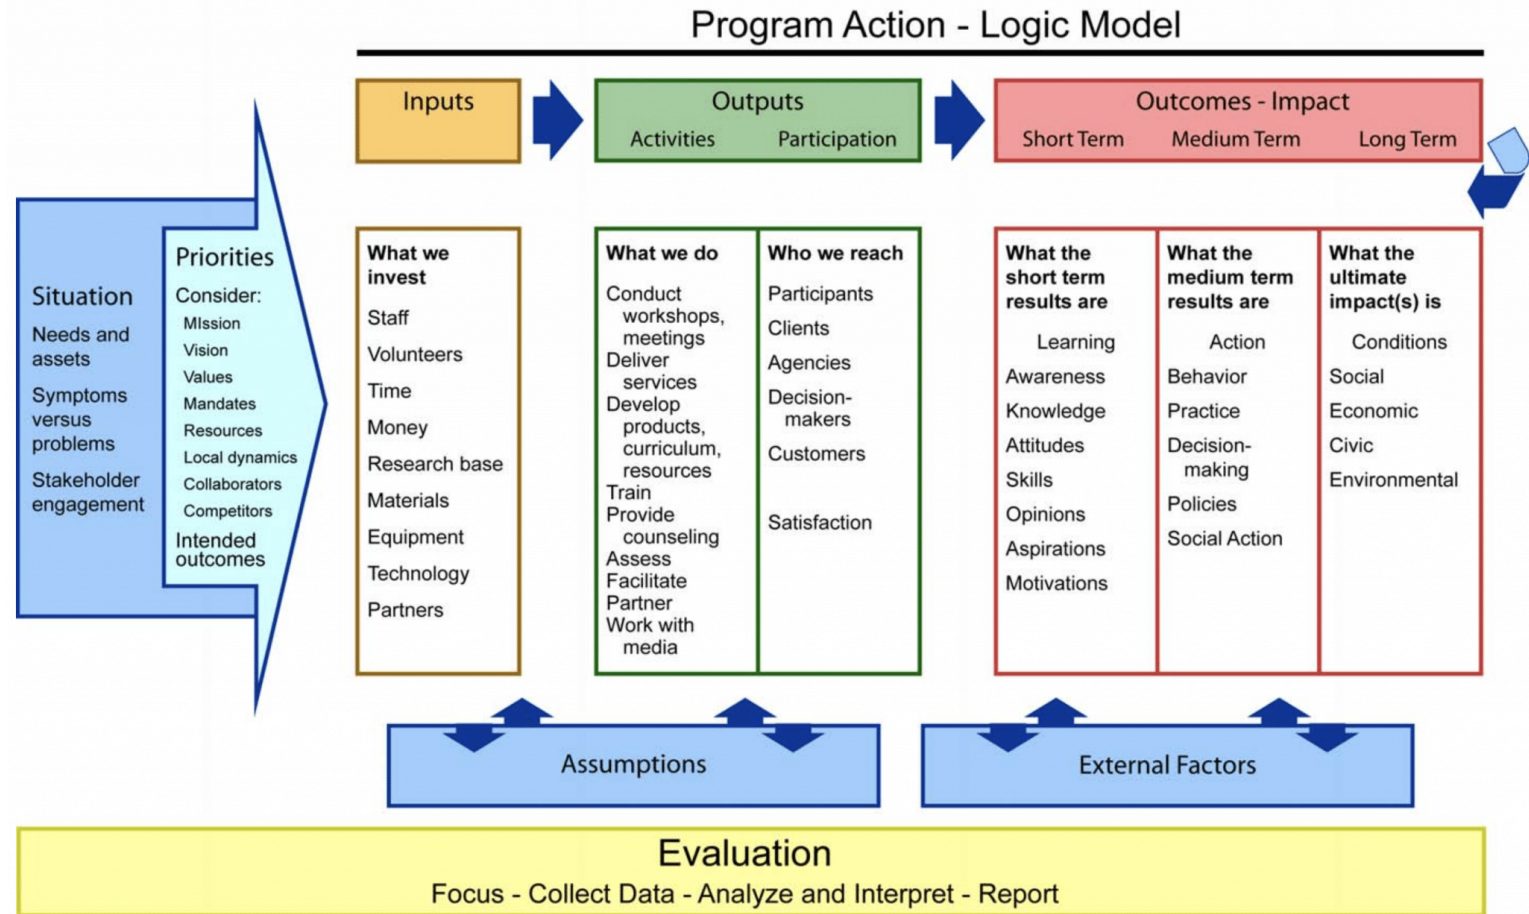 Program Action - Logic Model
Inputs
Outputs
Activities Participation
Outcomes - Impact
Short Term Medium Term Long Term
Situation
Needs and
assets
Symptoms
versus
problems
Stakeholder
engagement
Priorities
Consider:
MIssion
Vision
Values
Mandates
Resources
Local dynamics
Collaborators
Competitors
Intended
outcomes
What we
invest
Staff
Volunteers
Time
Money
Research base
Materials
Equipment
Technology
Partners
What we do
Conduct
workshops,
meetings
Deliver
services
Develop
products,
curriculum,
resources
Train
Provide
counseling
Assess
Facilitate
Partner
Work with
media
Who we reach
Participants
Clients
Agencies
Decision-
makers
Customers
Satisfaction
What the
short term
results are
Learning
Awareness
Knowledge
Attitudes
Skills
Opinions
Aspirations
Motivations
What the
medium term
results are
Action
Behavior
Practice
Decision-
making
Policies
Social Action
What the
ultimate
impact(s) is
Conditions
Social
Economic
Civic
Environmental
Assumptions
External Factors
Evaluation
Focus - Collect Data - Analyze and Interpret - Report